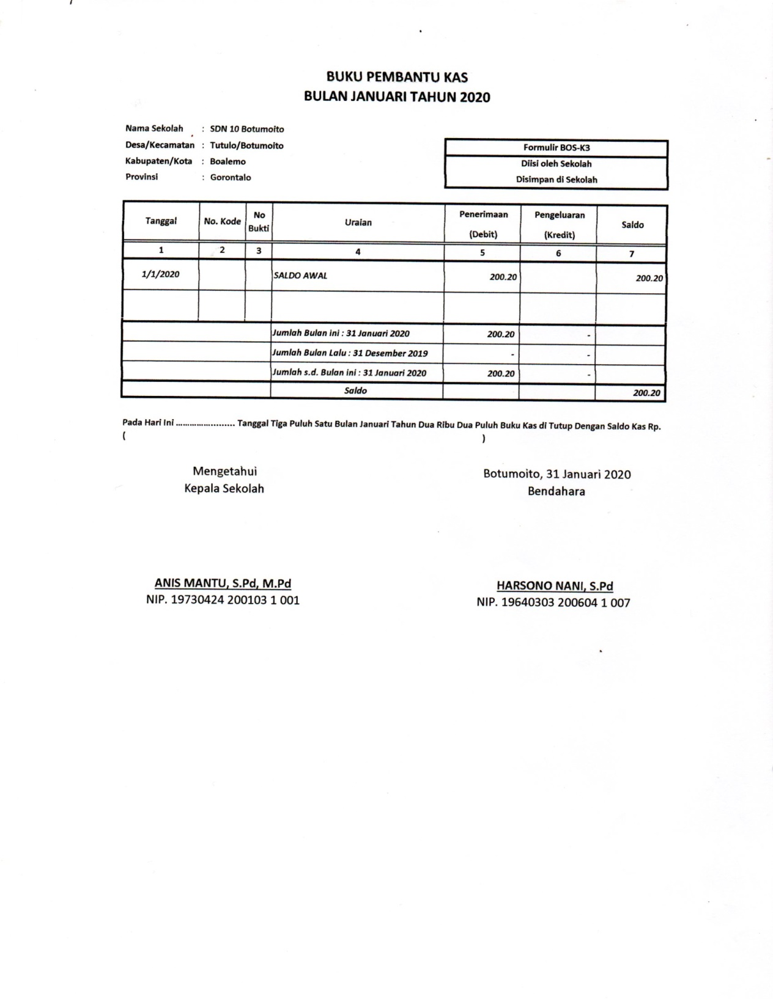 BUKU PEMBANTU KAS
BULAN JANUARI TAHUN 2020
Nama Sekolah : SDN 10 Botumoito
Desa/Kecamatan : Tutulo/Botumoito
Kabupaten/Kota : Boalemo
Provinsi : Gorontalo
Formulir BOS-K3
Diisi oleh Sekolah
Disimpan di Sekolah
Tanggal No. Kode No Bukti Uraian Penerimaan (Debit) Pengeluaran (Kredit) Saldo
1 2 3 4 5 6 7
1/1/2020 SALDO AWAL 200.20 200.20
Jumlah Bulan ini : 31 Januari 2020 200.20 -
Jumlah Bulan Lalu : 31 Desember 2019 - -
Jumlah s.d. Bulan ini : 31 Januari 2020 200.20 -
Saldo 200.20
Pada Hari Ini ........................ Tanggal Tiga Puluh Satu Bulan Januari Tahun Dua Ribu Dua Puluh Buku Kas di Tutup Dengan Saldo Kas Rp.
( )
Mengetahui
Kepala Sekolah
ANIS MANTU, S.Pd, M.Pd
NIP. 19730424 200103 1 001
Botumoito, 31 Januari 2020
Bendahara
HARSONO NANI, S.Pd
NIP. 19640303 200604 1 007